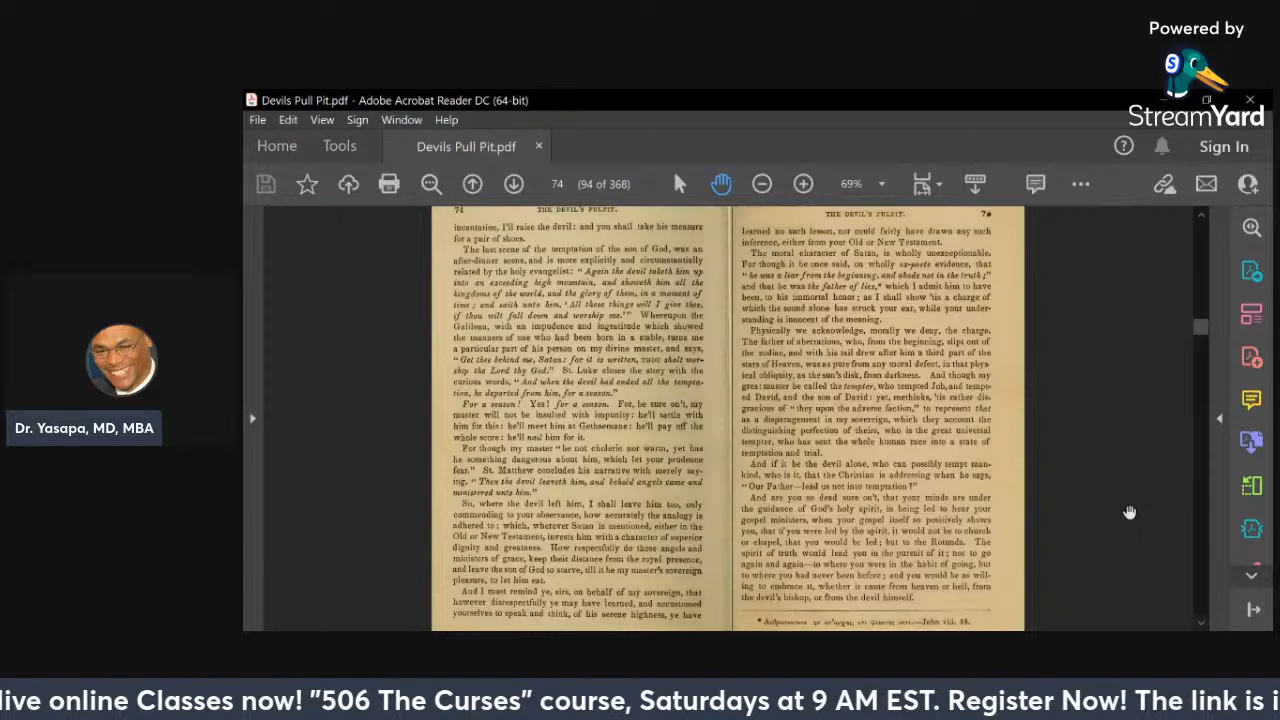 Powered by
StreamYard
Devils Pull Pit.pdf - Adobe Acrobat Reader DC (64-bit)
File Edit View Sign Window Help
Home Tools Devils Pull Pit.pdf × Sign In
74 (94 of 368) 69%
74 THE DEVIL'S PULPIT.
incantation, I'll raise the devil: and you shall take his measure
for a pair of shoes.
The last scene of the temptation of the son of God, was an
after-dinner scene, and is more explicitly and circumstantially
related by the holy evangelist: "Again the devil taketh him up
into an exceeding high mountain, and showeth him all the
kingdoms of the world, and the glory of them, in a moment of
time; and saith unto him, 'All these things will I give thee,
if thou wilt fall down and worship me.'" Whereupon the
Galilean, with an impudence and ingratitude which showed
the manners of one who had been born in a stable, turns me
a particular part of his person on my divine master, and says,
"Get thee behind me, Satan: for it is written, THOU shalt wor-
ship the Lord thy God." St. Luke closes the story with the
curious words, "And when the devil had ended all the tempta-
tion, he departed from him, for a season."
For a season! Yes! for a season. For, be sure on't, my
master will not be insulted with impunity: he'll settle with
him for this: he'll meet him at Gethsemane: he'll pay off the
whole score: he'll nail him for it.
For though my master "be not choleric nor warm, yet has
he something dangerous about him, which let your prudence
fear." St. Matthew concludes his narrative with merely say-
ing, "Then the devil leaveth him, and behold angels came and
ministered unto him."
So, where the devil left him, I shall leave him too, only
commending to your observance, how accurately the analogy is
adhered to; which, wherever Satan is mentioned, either in the
Old or New Testament, invests him with a character of superior
dignity and greatness. How respectfully do those angels and
ministers of grace, keep their distance from the royal presence,
and leave the son of God to starve, till it be my master's sovereign
pleasure, to let him eat.
And I must remind ye, sirs, on behalf of my sovereign, that
however disrespectfully ye may have learned, and accustomed
yourselves to speak and think, of his serene highness, ye have
THE DEVIL'S PULPIT.
learned no such lesson, nor could fairly have drawn any such
inference, either from your Old or New Testament.
The moral character of Satan, is wholly unexceptionable.
For though it be once said, on wholly ex-parte evidence, that
"he was a liar from the beginning, and abode not in the truth;"
and that he was the father of lies,* which I admit him to have
been, to his immortal honor; as I shall show 'tis a charge of
which the sound alone has struck your ear, while your under-
standing is innocent of the meaning.
Physically we acknowledge, morally we deny, the charge.
The father of aberrations, who, from the beginning, slips out of
the zodiac, and with his tail drew after him a third part of the
stars of Heaven, was as pure from any moral defect, in that phys-
ical obliquity, as the sun's disk, from darkness. And though my
great master be called the tempter, who tempted Job, and tempt-
ed David, and the son of David: yet, methinks, 'tis rather dis-
gracious of "they upon the adverse faction," to represent that
as a disparagement in my sovereign, which they account the
distinguishing perfection of theirs, who is the great universal
tempter, who has sent the whole human race into a state of
temptation and trial.
And if it be the devil alone, who can possibly tempt man-
kind, who is it, that the Christian is addressing when he says,
"Our Father—lead us not into temptation?"
And are you so dead sure on't, that your minds are under
the guidance of God's holy spirit, in being led to hear your
gospel ministers, when your gospel itself so positively shows
you, that if you were led by the spirit, it would not be to church
or chapel, that you would be led; but to the Rotunda. The
spirit of truth would lead you in the pursuit of it; not to go
again and again—to where you were in the habit of going, but
to where you had never been before; and you would be as will-
ing to embrace it, whether it came from heaven or hell, from
the devil's bishop, or from the devil himself.
John viii. 44.
Dr. Yasapa, MD, MBA
live online Classes now! "506 The Curses" course, Saturdays at 9 AM EST. Register Now! The link is i